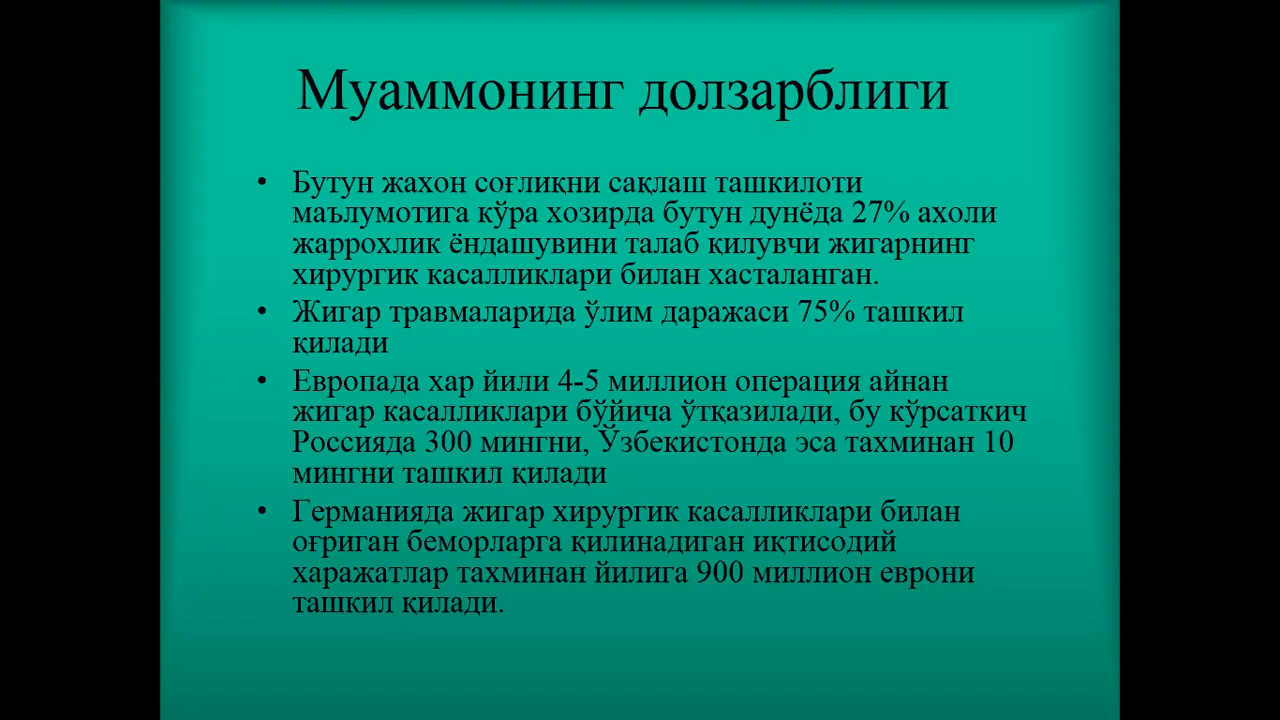 Муаммонинг долзарблиги
• Бутун жахон соғлиқни сақлаш ташкилоти
маълумотига кўра хозирда бутун дунёда 27% ахоли
жаррохлик ёндашувини талаб қилувчи жигарнинг
хирургик касалликлари билан хасталанган.
• Жигар травмаларида ўлим даражаси 75% ташкил
қилади
• Европада хар йили 4-5 миллион операция айнан
жигар касалликлари бўйича ўтқазилади, бу кўрсаткич
Россияда 300 мингни, Ўзбекистонда эса тахминан 10
мингни ташкил қилади
• Германияда жигар хирургик касалликлари билан
оғриган беморларга қилинадиган иқтисодий
харажатлар тахминан йилига 900 миллион еврони
ташкил қилади.